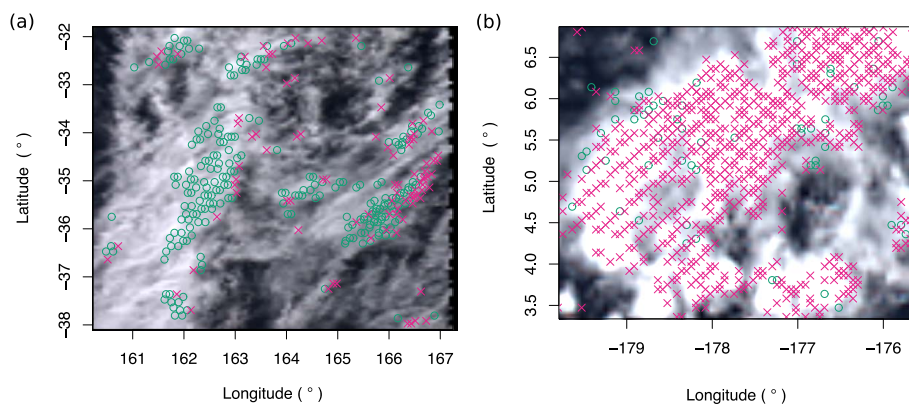 (a)
−32
−33
−34
−35
−36
−37
−38
Latitude ( ° )
161 162 163 164 165 166 167
Longitude ( ° )
(b)
6.5
6.0
5.5
5.0
4.5
4.0
3.5
Latitude ( ° )
−179 −178 −177 −176
Longitude ( ° )